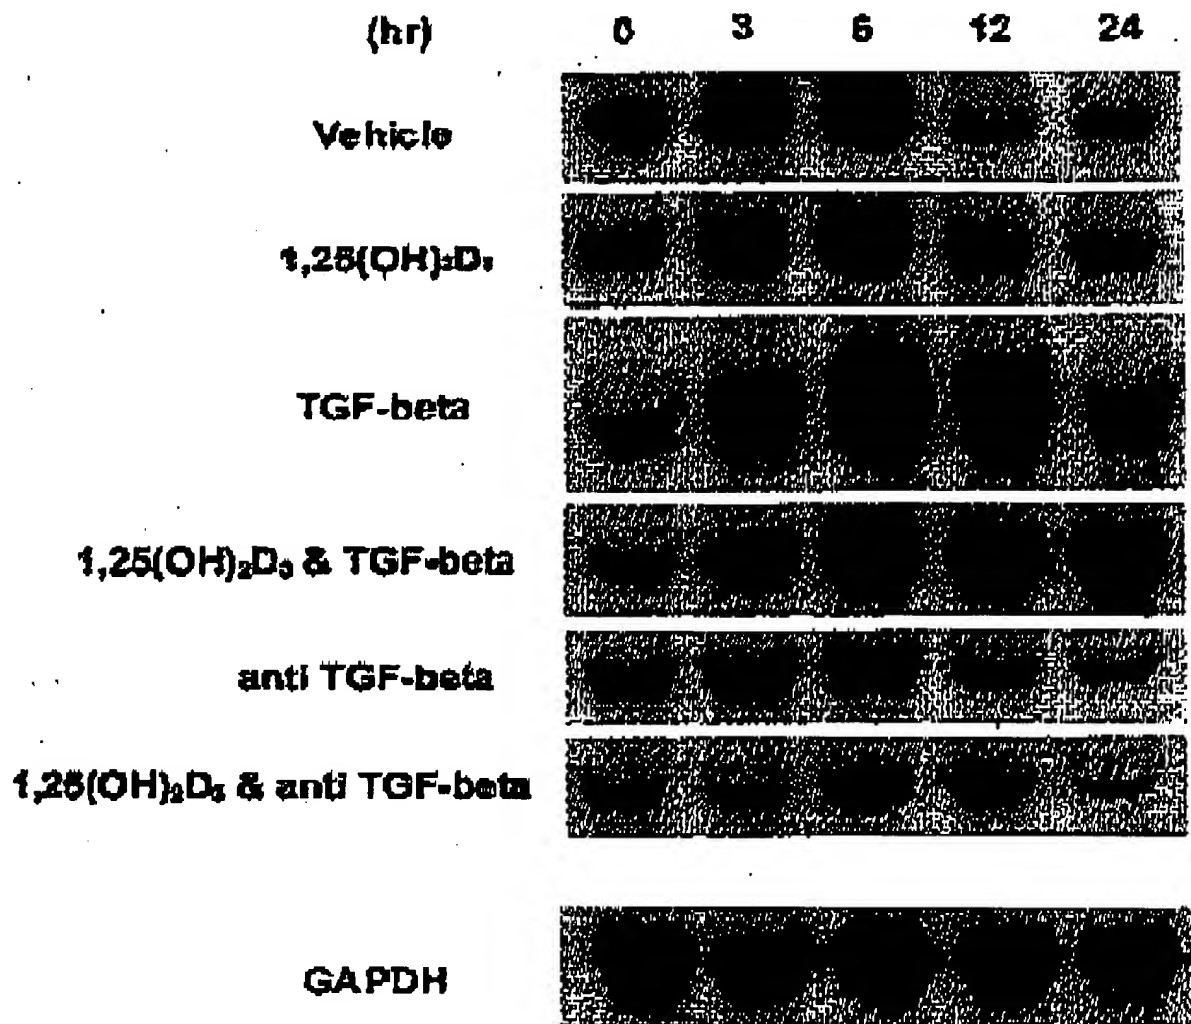 (hr) 0 3 6 12 24
Vehicle
1,25(OH)₂D₃
TGF-beta
1,25(OH)₂D₃ & TGF-beta
anti TGF-beta
1,25(OH)₂D₃ & anti TGF-beta
GAPDH